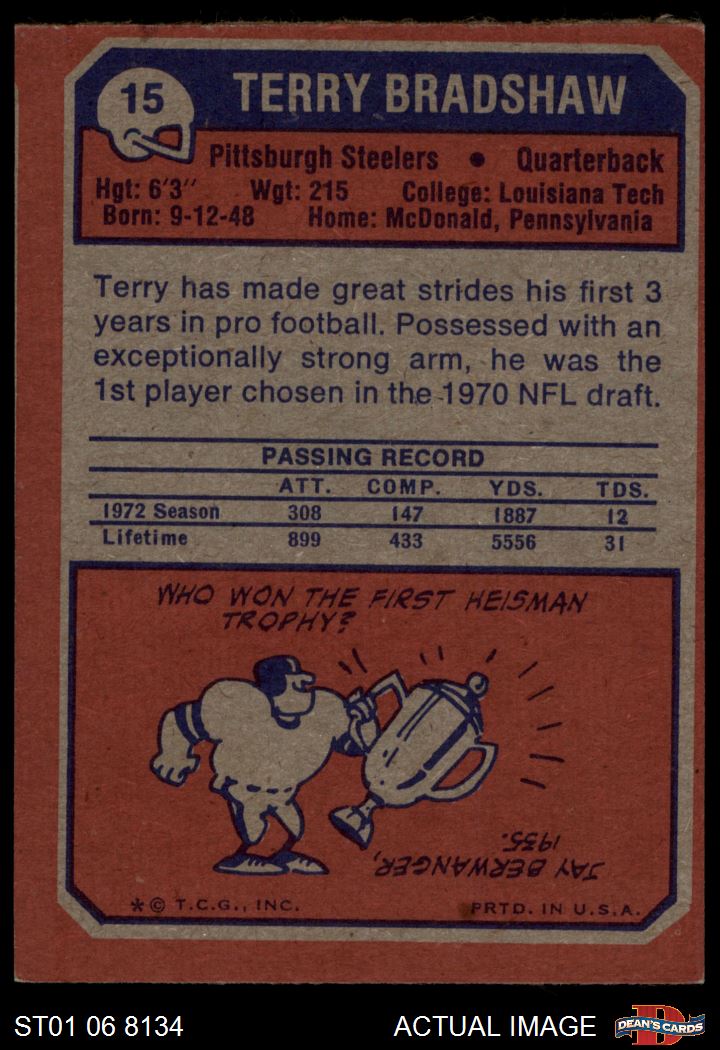 15
TERRY BRADSHAW
Pittsburgh Steelers • Quarterback
Hgt: 6'3" Wgt: 215 College: Louisiana Tech
Born: 9-12-48 Home: McDonald, Pennsylvania
Terry has made great strides his first 3
years in pro football. Possessed with an
exceptionally strong arm, he was the
1st player chosen in the 1970 NFL draft.
PASSING RECORD
ATT. COMP. YDS. TDS.
1972 Season 308 147 1887 12
Lifetime 899 433 5556 31
WHO WON THE FIRST HEISMAN
TROPHY?
JAY BERWANGER,
1935.
*© T.C.G., INC. PRTD. IN U.S.A.
ST01 06 8134 ACTUAL IMAGE D
DEAN'S CARDS